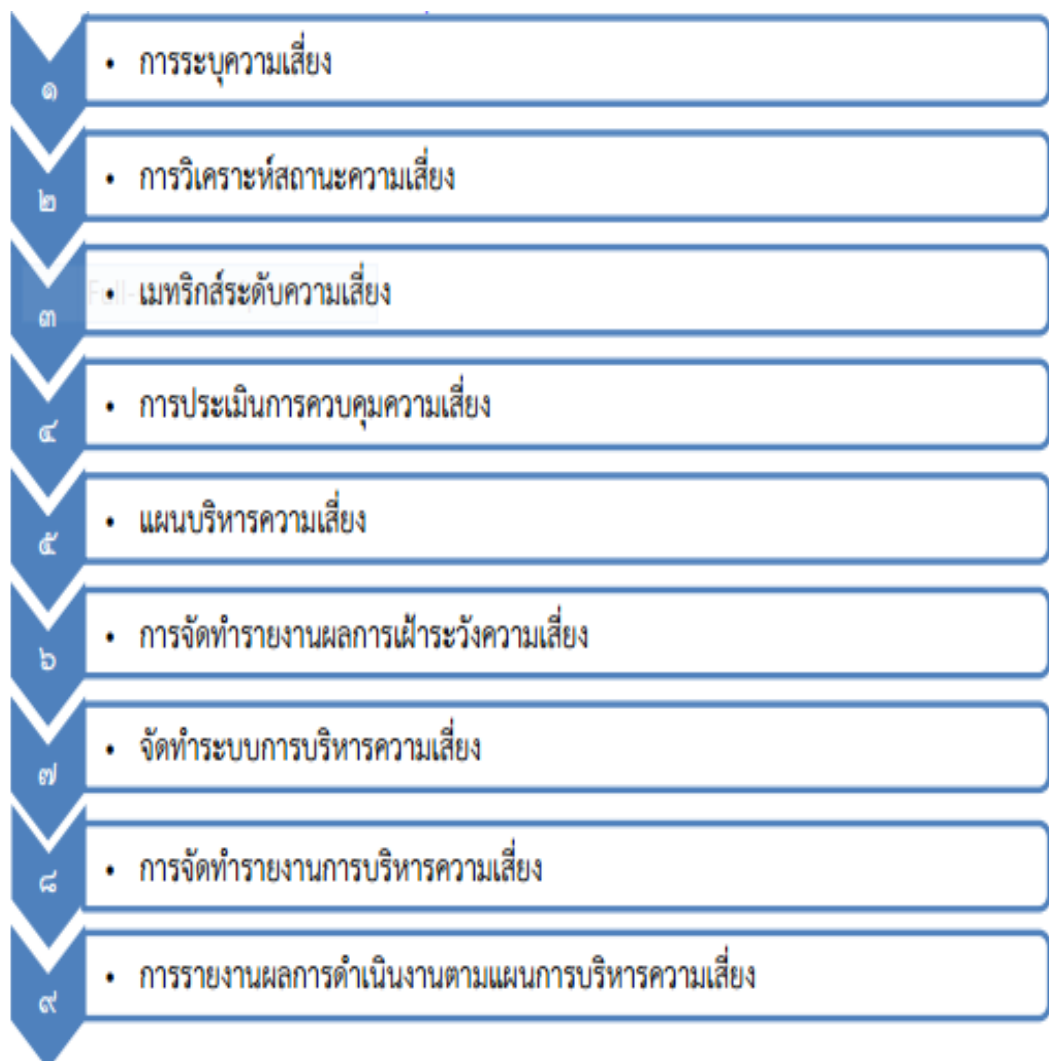 ๑
• การระบุความเสี่ยง
๒
• การวิเคราะห์สถานะความเสี่ยง
๓
• เมทริกส์ระดับความเสี่ยง
๔
• การประเมินการควบคุมความเสี่ยง
๕
• แผนบริหารความเสี่ยง
๖
• การจัดทำรายงานผลการเฝ้าระวังความเสี่ยง
๗
• จัดทำระบบการบริหารความเสี่ยง
๘
• การจัดทำรายงานการบริหารความเสี่ยง
๙
• การรายงานผลการดำเนินงานตามแผนการบริหารความเสี่ยง